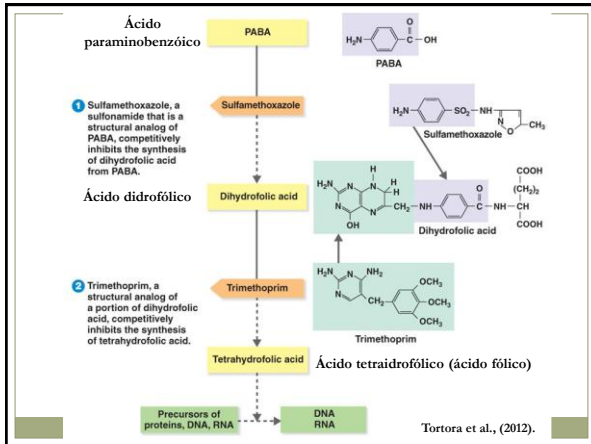 Ácido
paraminobenzóico
PABA
H₂N
O
C
OH
PABA
1 Sulfamethoxazole, a
sulfonamide that is a
structural analog of
PABA, competitively
inhibits the synthesis
of dihydrofolic acid
from PABA.
Sulfamethoxazole
H₂N
SO₂
NH
N
O
CH₃
Sulfamethoxazole
Ácido didrofólico
Dihydrofolic acid
H
H₂N
N
N
H
H
N
N
OH
CH₂
NH
O
C
NH
COOH
(CH₂)₂
CH
COOH
Dihydrofolic acid
2 Trimethoprim, a
structural analog of
a portion of dihydrofolic
acid, competitively
inhibits the synthesis
of tetrahydrofolic acid.
Trimethoprim
H₂N
N
NH₂
N
CH₂
OCH₃
OCH₃
OCH₃
Trimethoprim
Tetrahydrofolic acid
Ácido tetraidrofólico (ácido fólico)
Precursors of
proteins, DNA, RNA
DNA
RNA
Tortora et al., (2012).